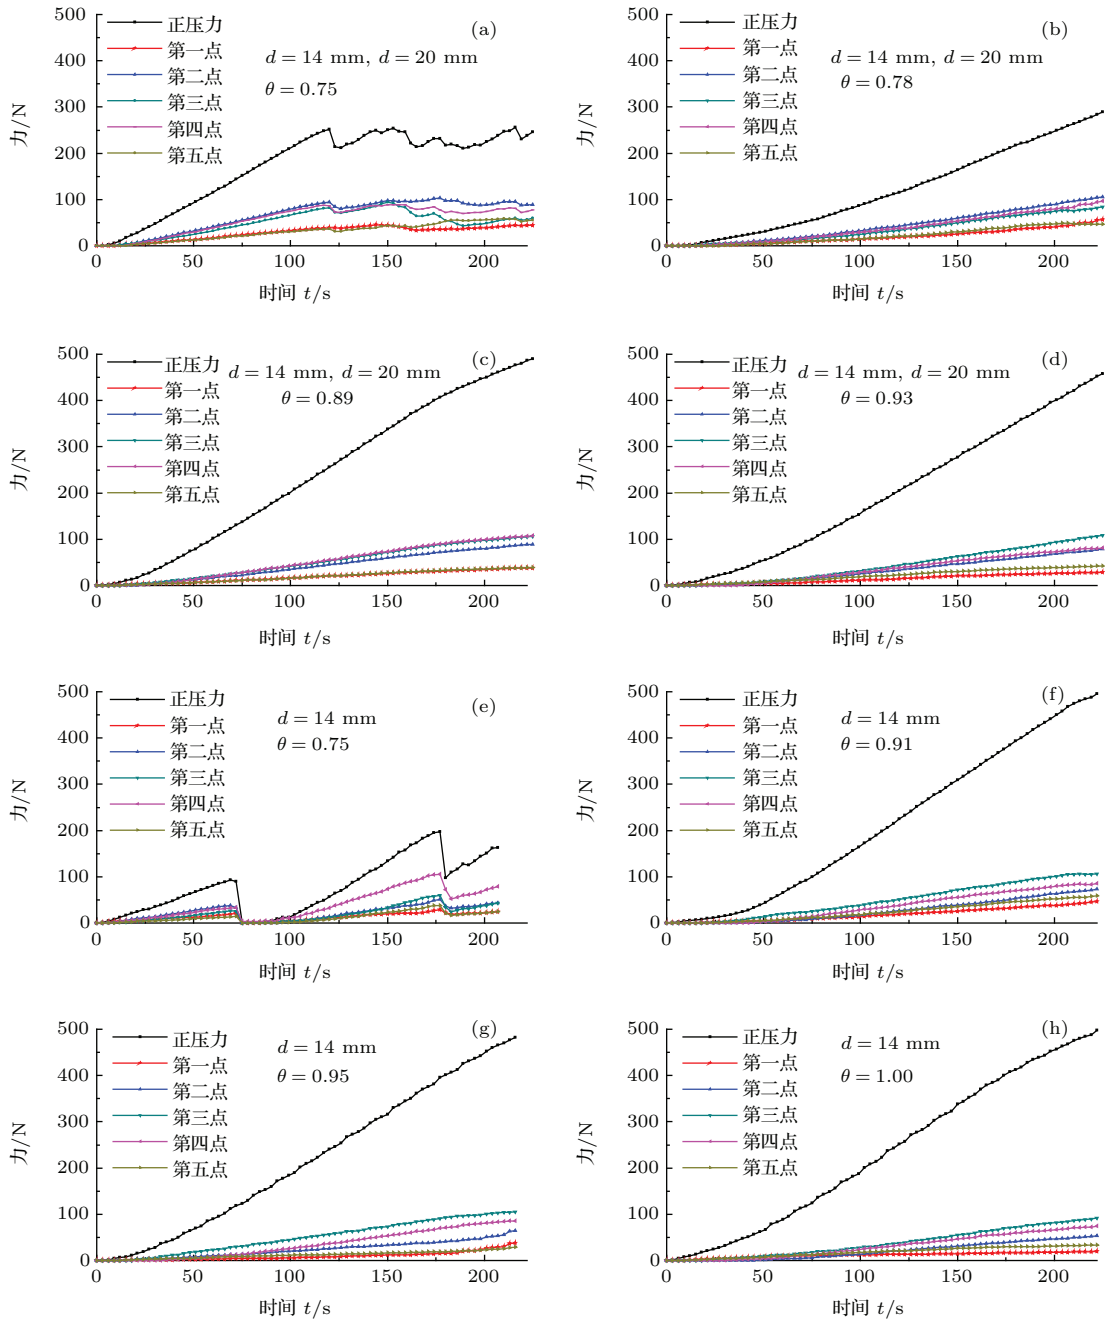 (a)
正压力
第一点
第二点
第三点
第四点
第五点
d = 14 mm, d = 20 mm
θ = 0.75
500
400
300
200
100
0
力/N
0 50 100 150 200
时间 t/s
(b)
正压力
第一点
第二点
第三点
第四点
第五点
d = 14 mm, d = 20 mm
θ = 0.78
500
400
300
200
100
0
力/N
0 50 100 150 200
时间 t/s
(c)
正压力
第一点
第二点
第三点
第四点
第五点
d = 14 mm, d = 20 mm
θ = 0.89
500
400
300
200
100
0
力/N
0 50 100 150 200
时间 t/s
(d)
正压力
第一点
第二点
第三点
第四点
第五点
d = 14 mm, d = 20 mm
θ = 0.93
500
400
300
200
100
0
力/N
0 50 100 150 200
时间 t/s
(e)
正压力
第一点
第二点
第三点
第四点
第五点
d = 14 mm
θ = 0.75
500
400
300
200
100
0
力/N
0 50 100 150 200
时间 t/s
(f)
正压力
第一点
第二点
第三点
第四点
第五点
d = 14 mm
θ = 0.91
500
400
300
200
100
0
力/N
0 50 100 150 200
时间 t/s
(g)
正压力
第一点
第二点
第三点
第四点
第五点
d = 14 mm
θ = 0.95
500
400
300
200
100
0
力/N
0 50 100 150 200
时间 t/s
(h)
正压力
第一点
第二点
第三点
第四点
第五点
d = 14 mm
θ = 1.00
500
400
300
200
100
0
力/N
0 50 100 150 200
时间 t/s